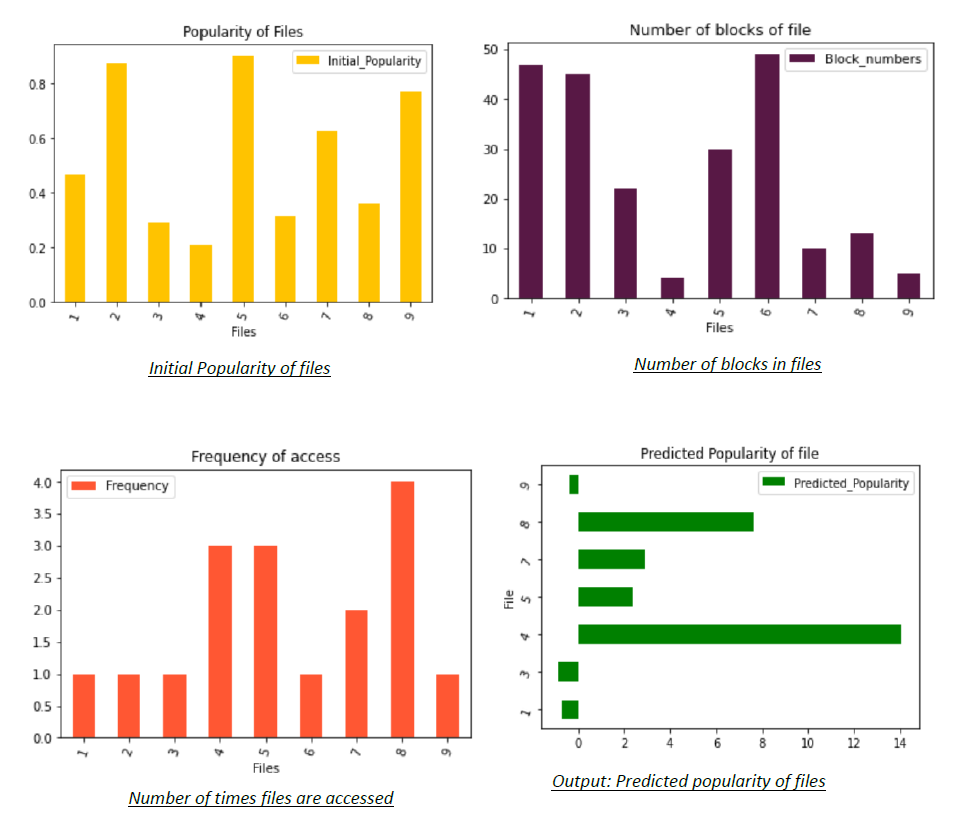 Popularity of Files
Initial_Popularity
0.8
0.6
0.4
0.2
0.0
1 2 3 4 5 6 7 8 9
Files
Initial Popularity of files
Number of blocks of file
Block_numbers
50
40
30
20
10
0
1 2 3 4 5 6 7 8 9
Files
Number of blocks in files
Frequency of access
Frequency
4.0
3.5
3.0
2.5
2.0
1.5
1.0
0.5
0.0
1 2 3 4 5 6 7 8 9
Files
Number of times files are accessed
Predicted Popularity of file
Predicted_Popularity
File
9
8
7
5
4
3
1
0 2 4 6 8 10 12 14
Output: Predicted popularity of files